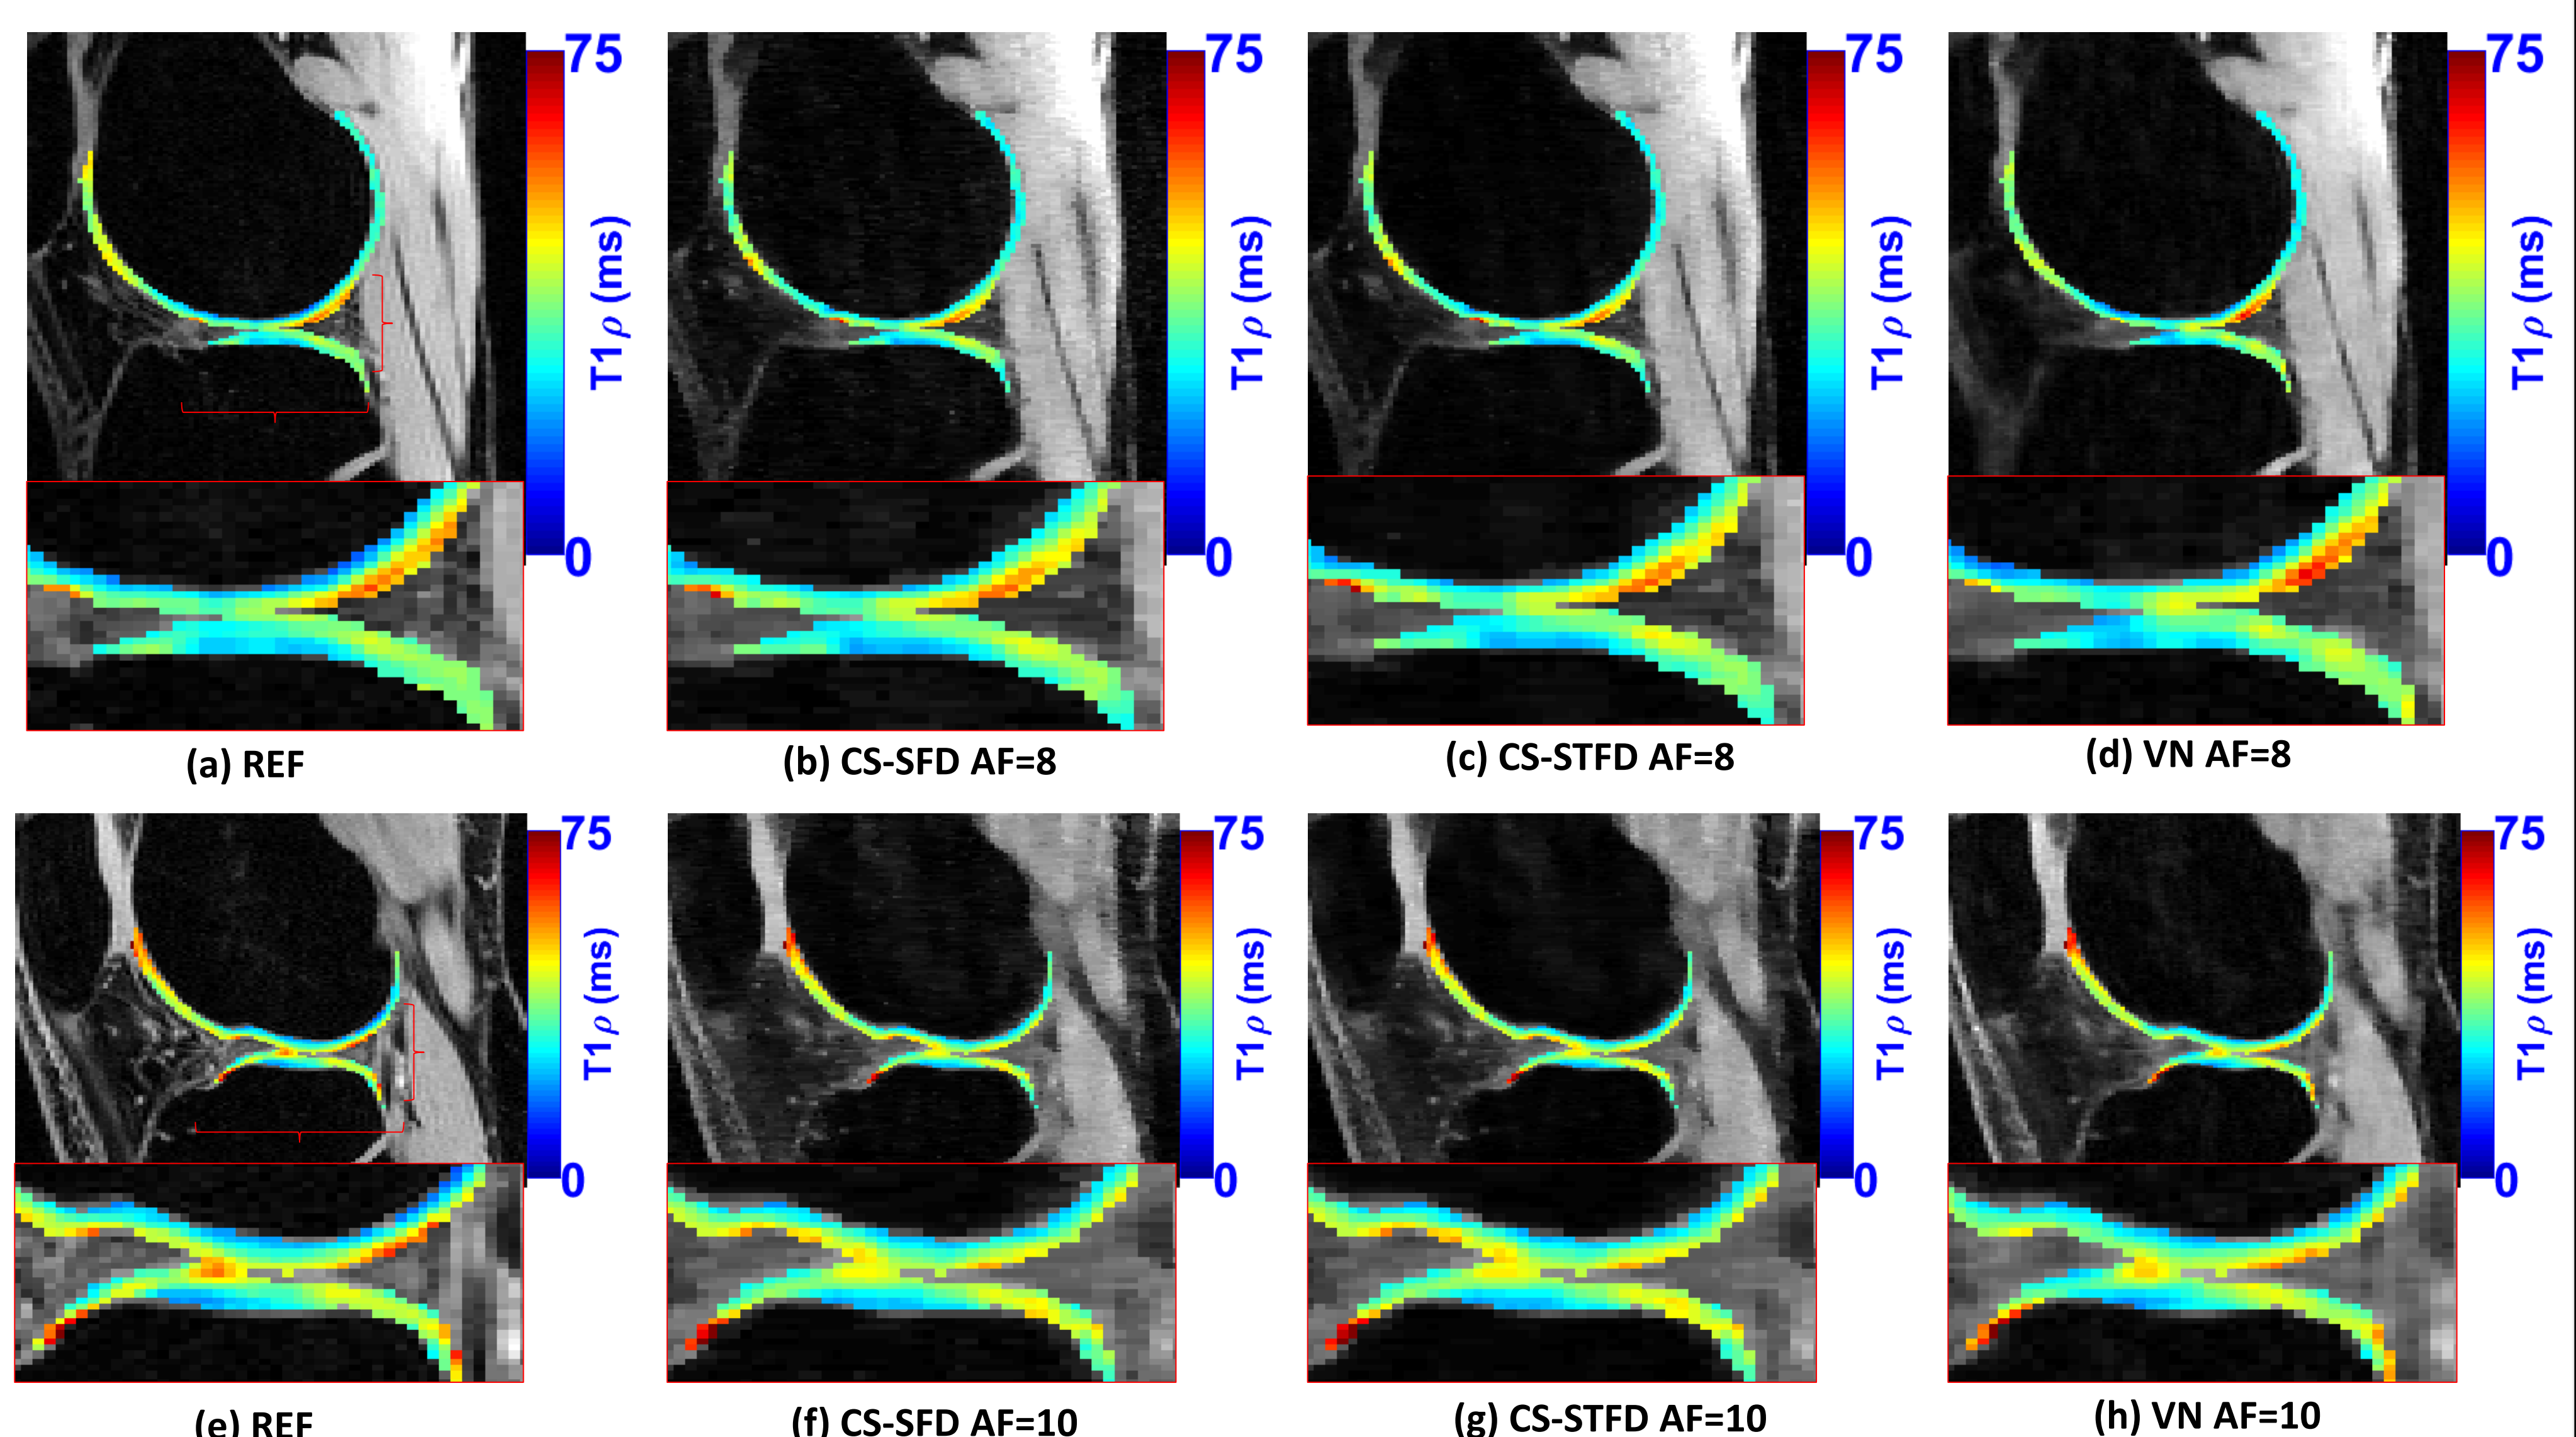 75
T1ρ (ms)
0
75
T1ρ (ms)
0
75
T1ρ (ms)
0
75
T1ρ (ms)
0
(a) REF
(b) CS-SFD AF=8
(c) CS-STFD AF=8
(d) VN AF=8
75
T1ρ (ms)
0
75
T1ρ (ms)
0
75
T1ρ (ms)
0
75
T1ρ (ms)
0
(e) REF
(f) CS-SFD AF=10
(g) CS-STFD AF=10
(h) VN AF=10